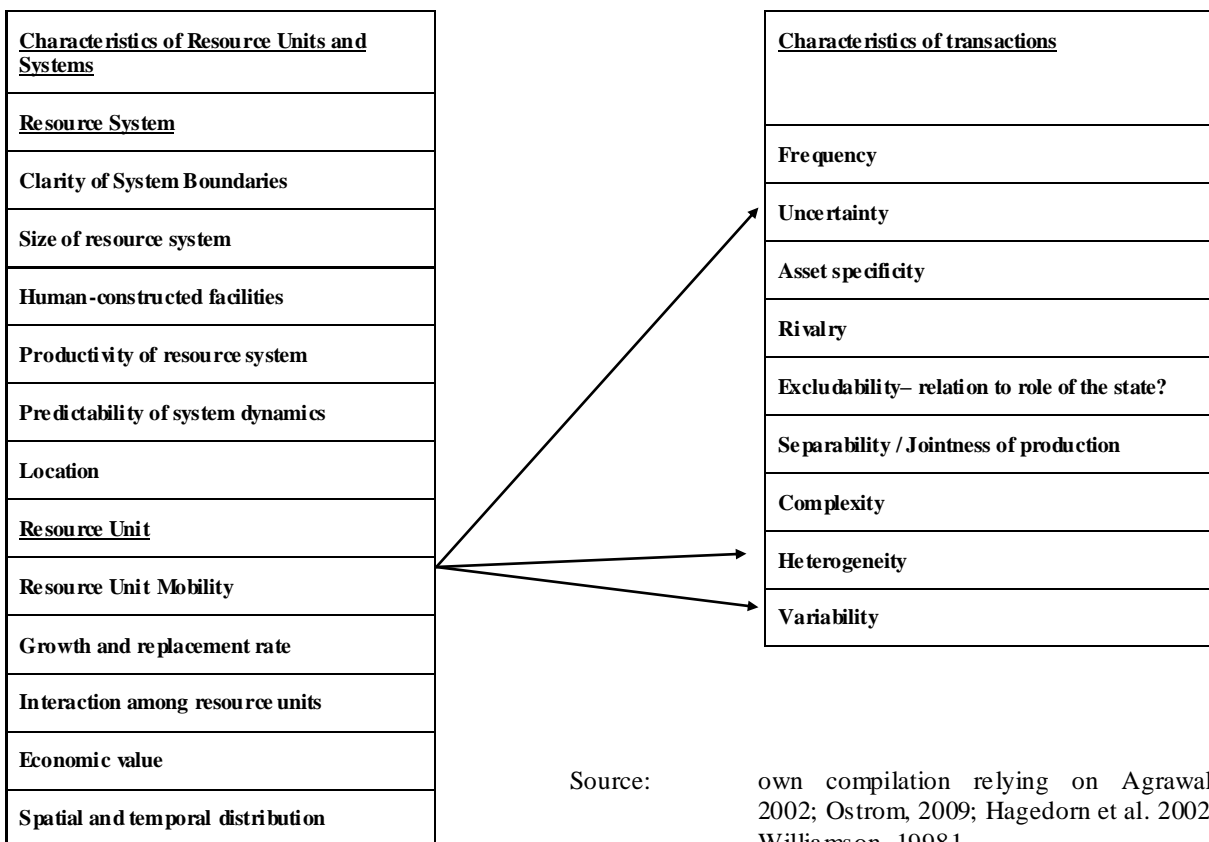 Characteristics of Resource Units and
Systems
Resource System
Clarity of System Boundaries
Size of resource system
Human-constructed facilities
Productivity of resource system
Predictability of system dynamics
Location
Resource Unit
Resource Unit Mobility
Growth and replacement rate
Interaction among resource units
Economic value
Spatial and temporal distribution
Characteristics of transactions
Frequency
Uncertainty
Asset specificity
Rivalry
Excludability– relation to role of the state?
Separability / Jointness of production
Complexity
Heterogeneity
Variability
Source: own compilation relying on Agrawal
2002; Ostrom, 2009; Hagedorn et al. 2002